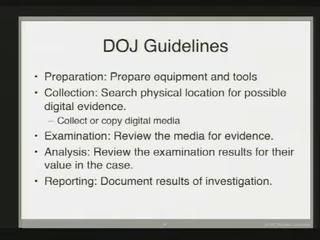 DOJ Guidelines
• Preparation: Prepare equipment and tools
• Collection: Search physical location for possible
digital evidence.
– Collect or copy digital media
• Examination: Review the media for evidence.
• Analysis: Review the examination results for their
value in the case.
• Reporting: Document results of investigation.